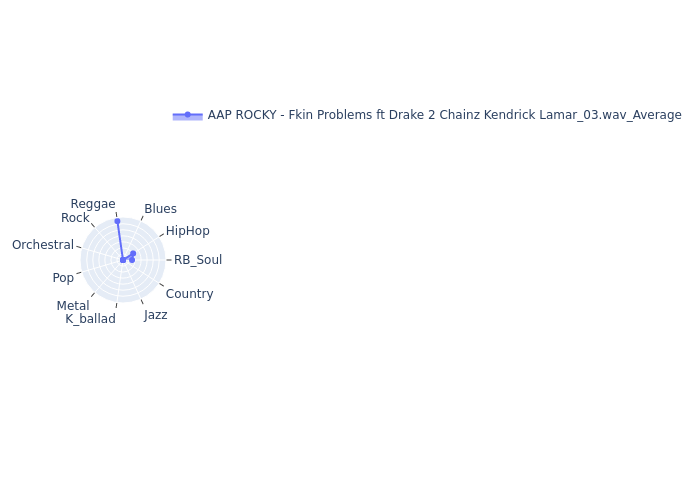 AAP ROCKY - Fkin Problems ft Drake 2 Chainz Kendrick Lamar_03.wav_Average
Reggae
Blues
Rock
HipHop
Orchestral
RB_Soul
Pop
Country
Metal
Jazz
K_ballad